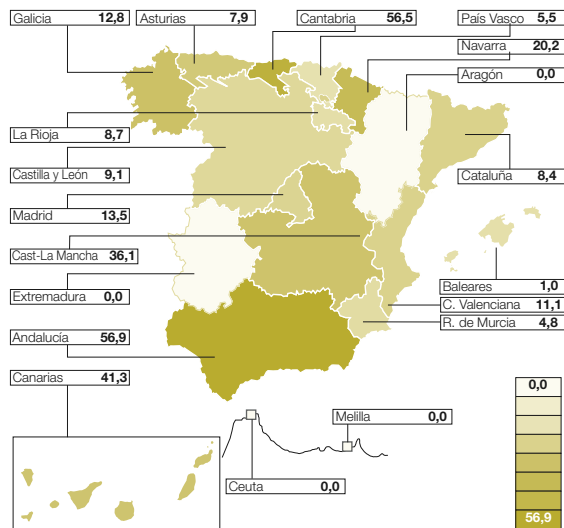 Galicia 12,8
Asturias 7,9
Cantabria 56,5
País Vasco 5,5
Navarra 20,2
Aragón 0,0
La Rioja 8,7
Castilla y León 9,1
Cataluña 8,4
Madrid 13,5
Cast-La Mancha 36,1
Baleares 1,0
Extremadura 0,0
C. Valenciana 11,1
R. de Murcia 4,8
Andalucía 56,9
Canarias 41,3
0,0
Melilla 0,0
Ceuta 0,0
56,9